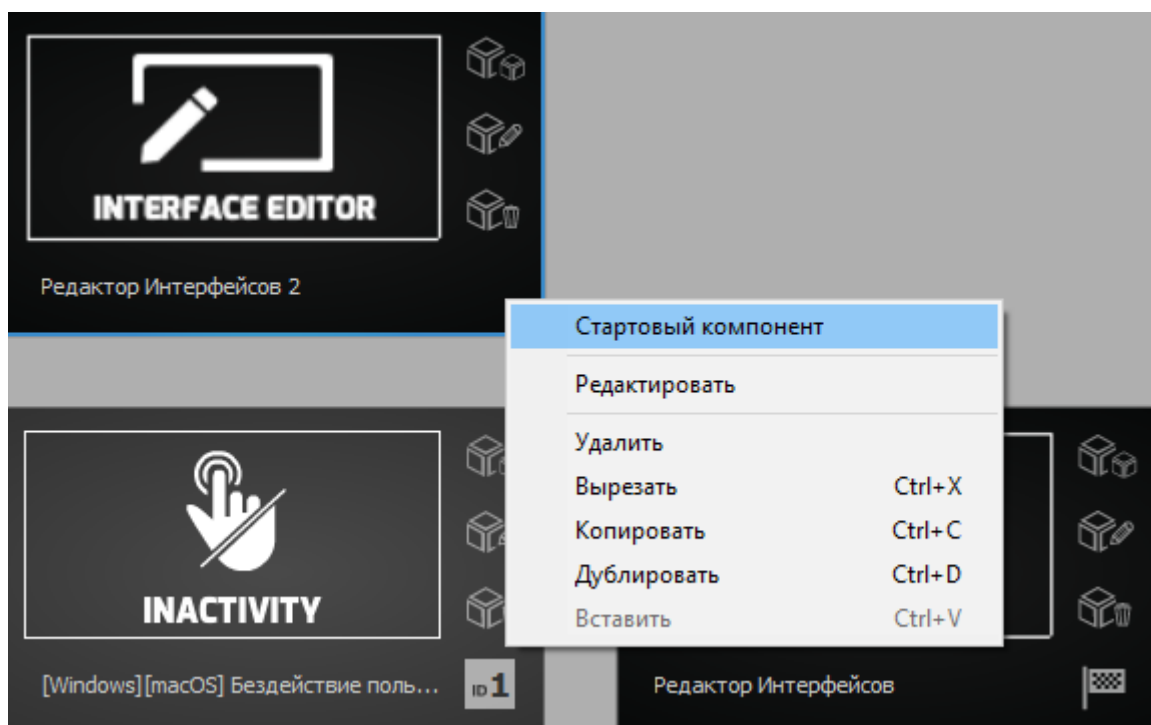 INTERFACE EDITOR
Редактор Интерфейсов 2
Стартовый компонент
Редактировать
Удалить
Вырезать Ctrl+X
Копировать Ctrl+C
Дублировать Ctrl+D
Вставить Ctrl+V
INACTIVITY
[Windows][macOS] Бездействие поль...
ID 1
Редактор Интерфейсов